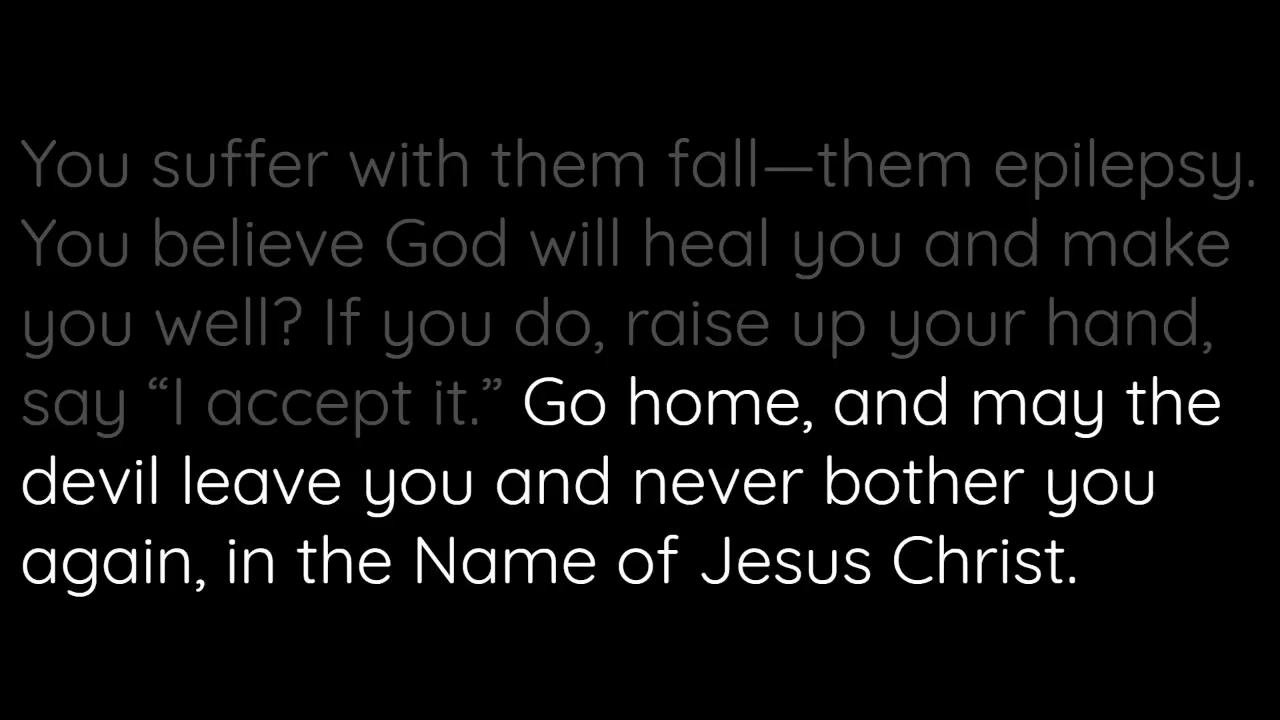 You suffer with them fall—them epilepsy.
You believe God will heal you and make
you well? If you do, raise up your hand,
say “I accept it.” Go home, and may the
devil leave you and never bother you
again, in the Name of Jesus Christ.